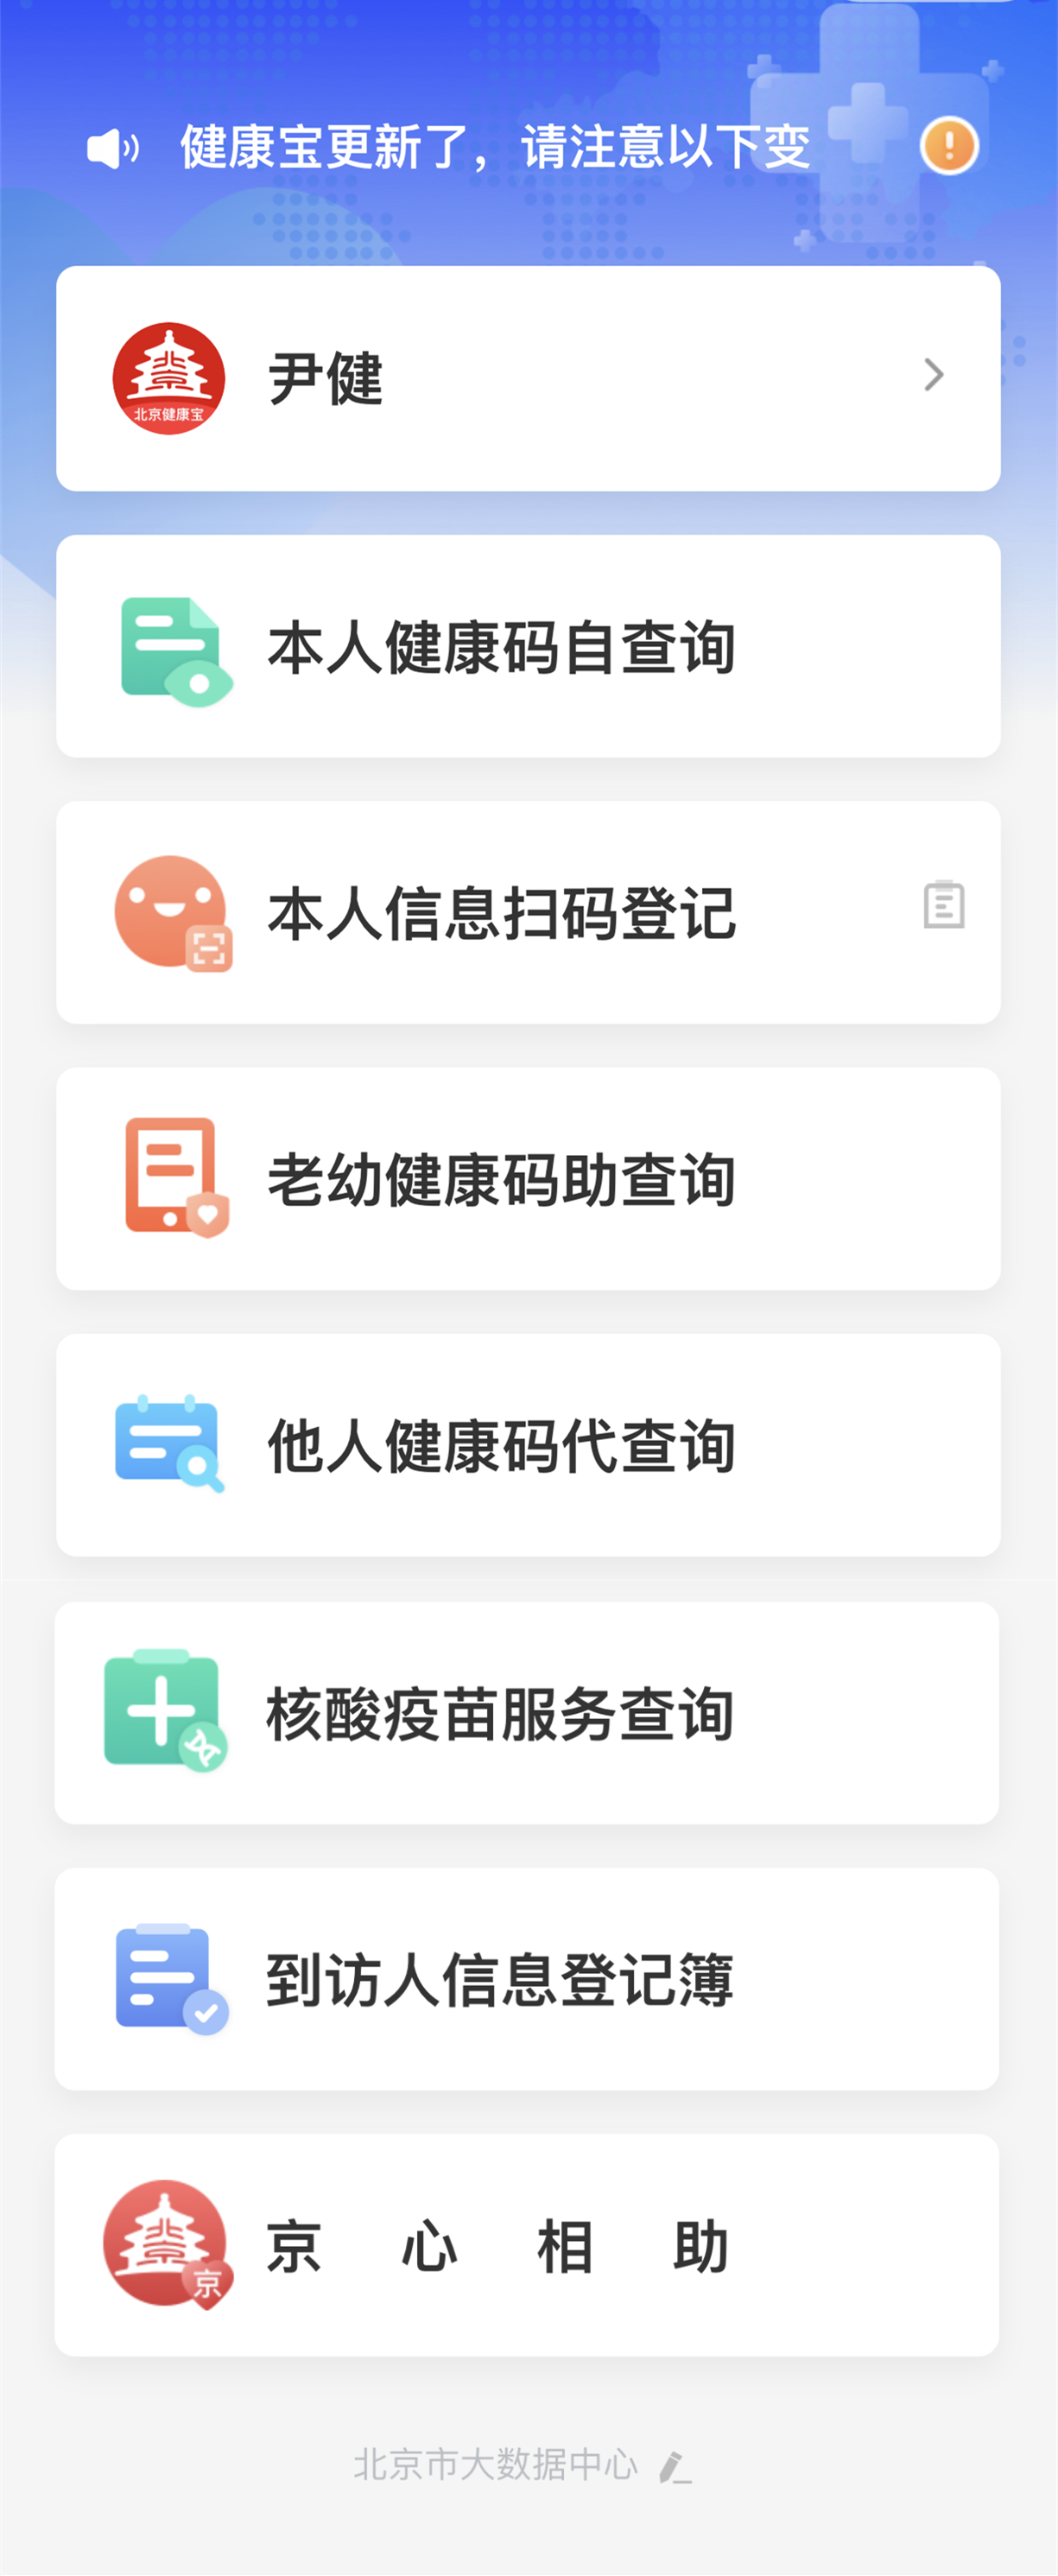 健康宝更新了，请注意以下变
北京健康宝
尹健
本人健康码自查询
本人信息扫码登记
老幼健康码助查询
他人健康码代查询
核酸疫苗服务查询
到访人信息登记簿
京
京 心 相 助
北京市大数据中心